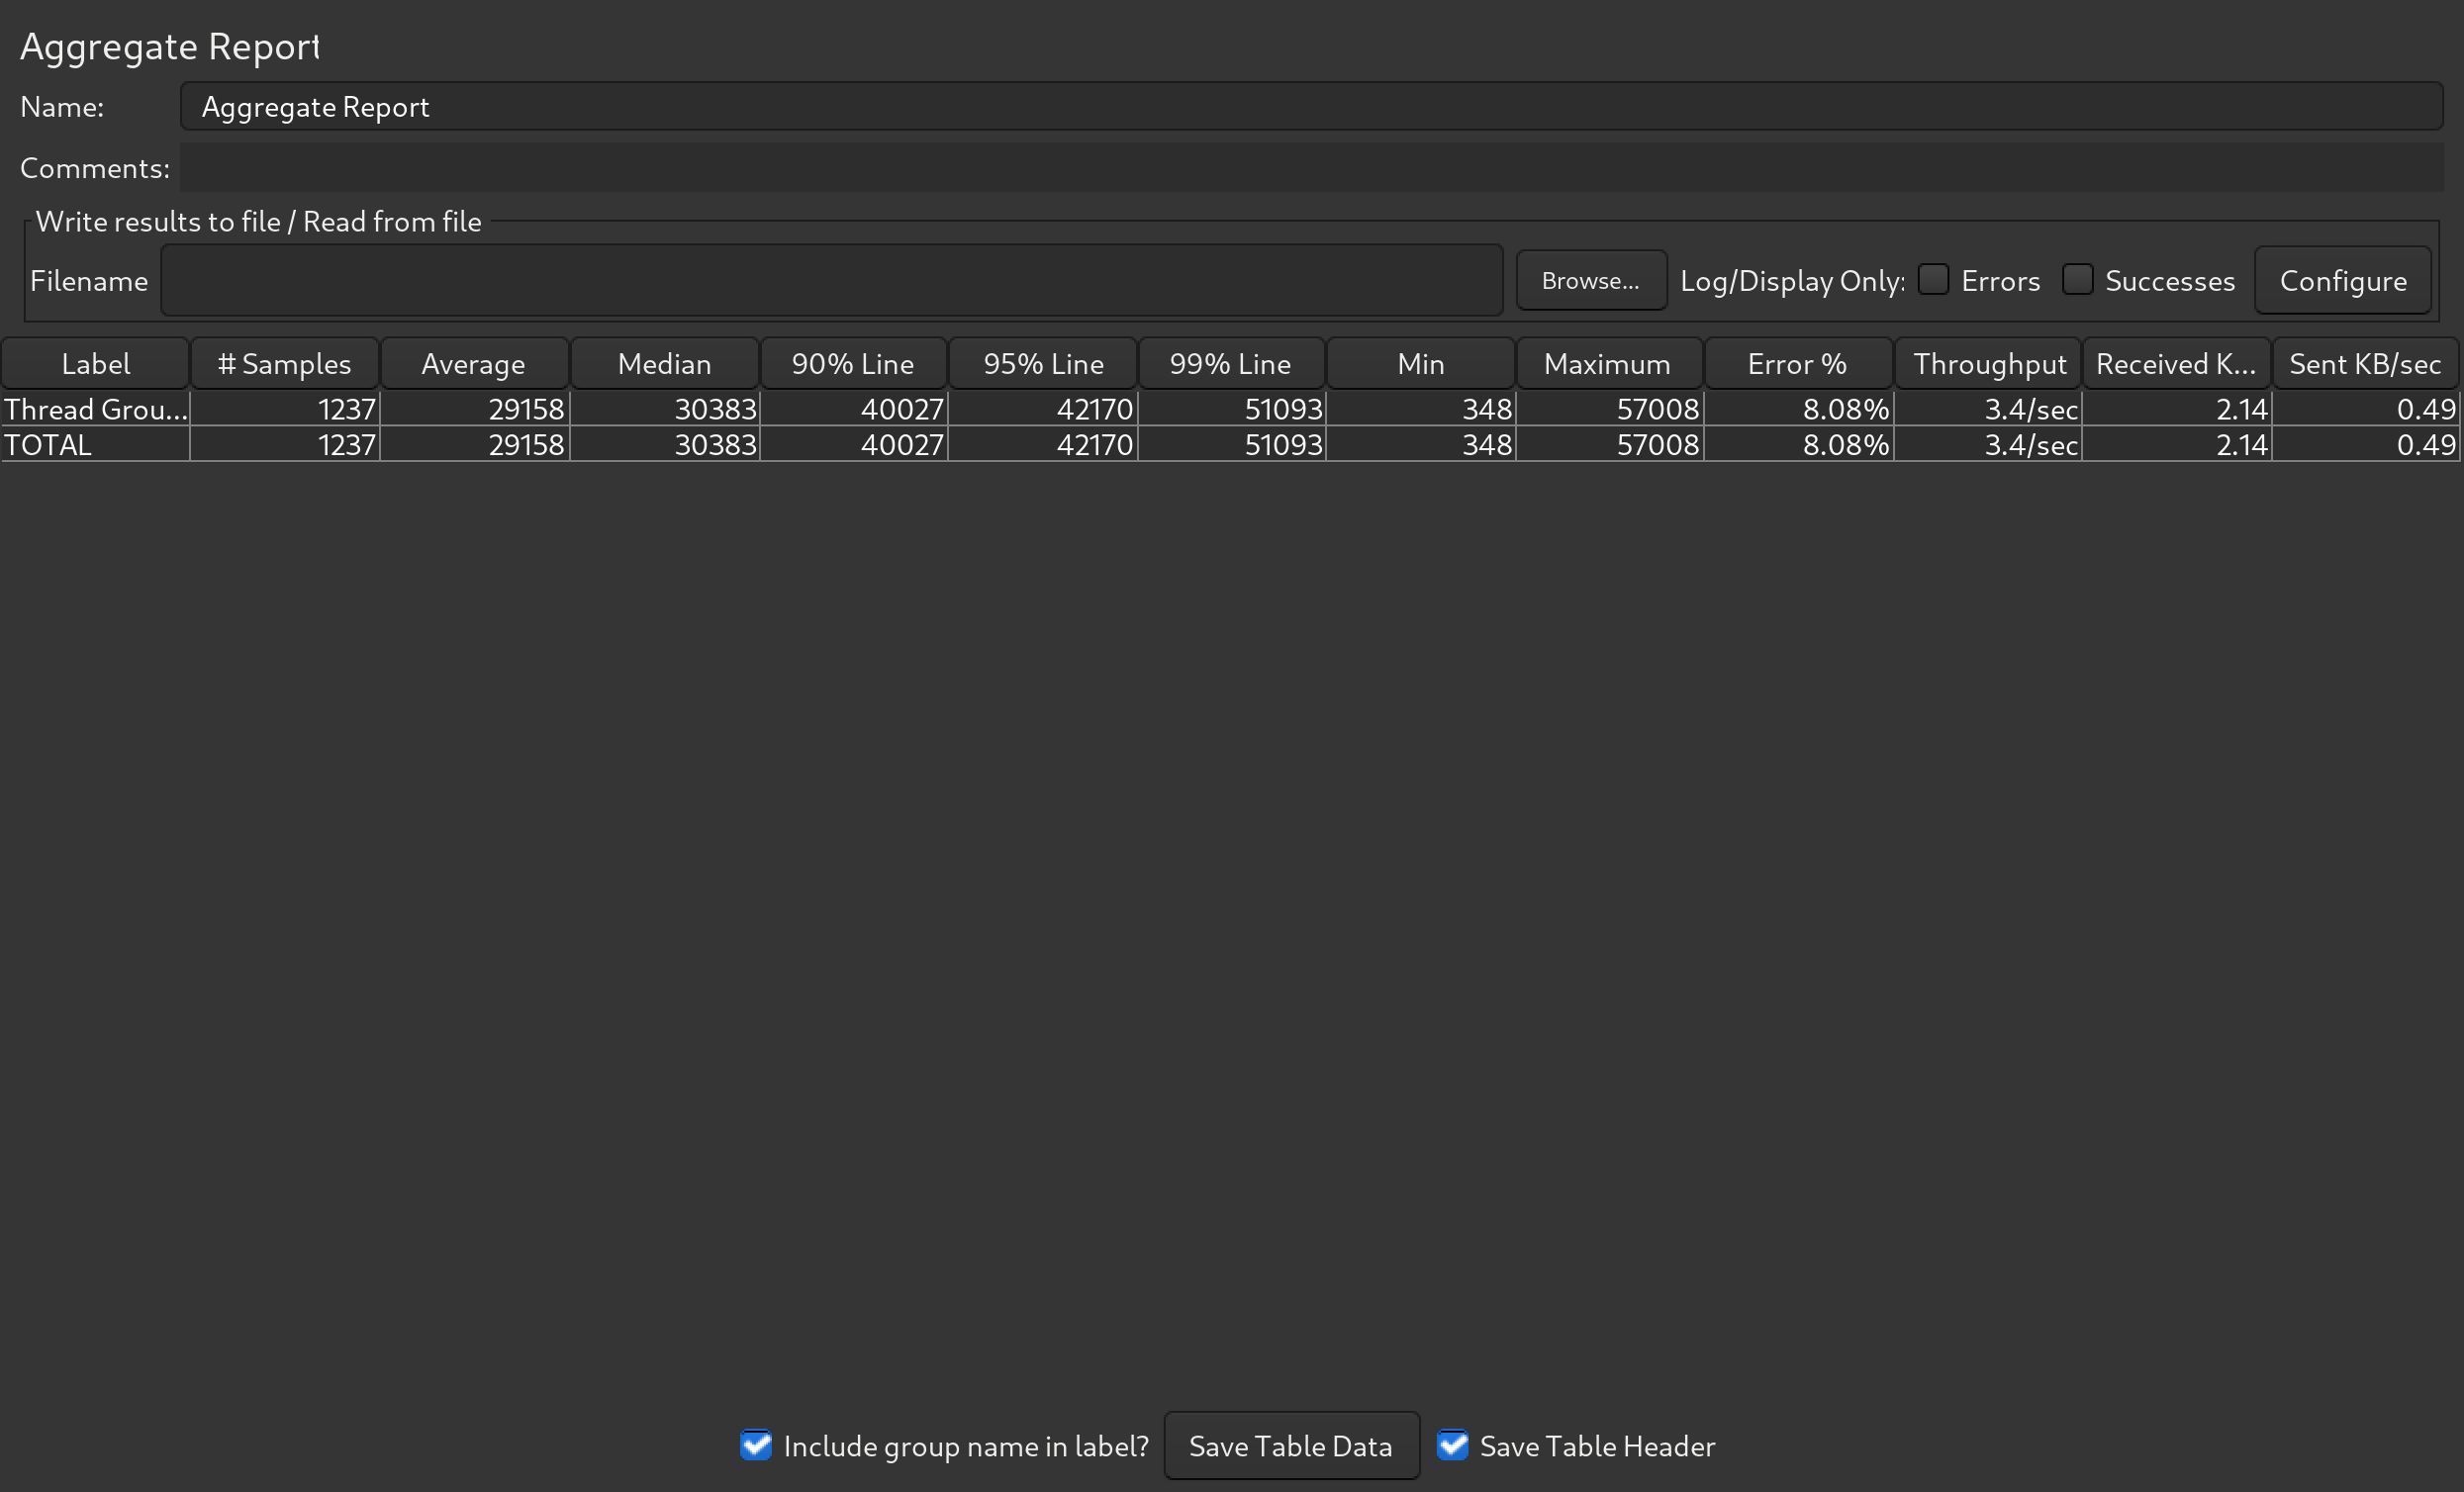 Aggregate Report
Name: Aggregate Report
Comments:
Write results to file / Read from file
Filename Browse... Log/Display Only: Errors Successes Configure
Label # Samples Average Median 90% Line 95% Line 99% Line Min Maximum Error % Throughput Received K... Sent KB/sec
Thread Grou... 1237 29158 30383 40027 42170 51093 348 57008 8.08% 3.4/sec 2.14 0.49
TOTAL 1237 29158 30383 40027 42170 51093 348 57008 8.08% 3.4/sec 2.14 0.49
Include group name in label? Save Table Data Save Table Header